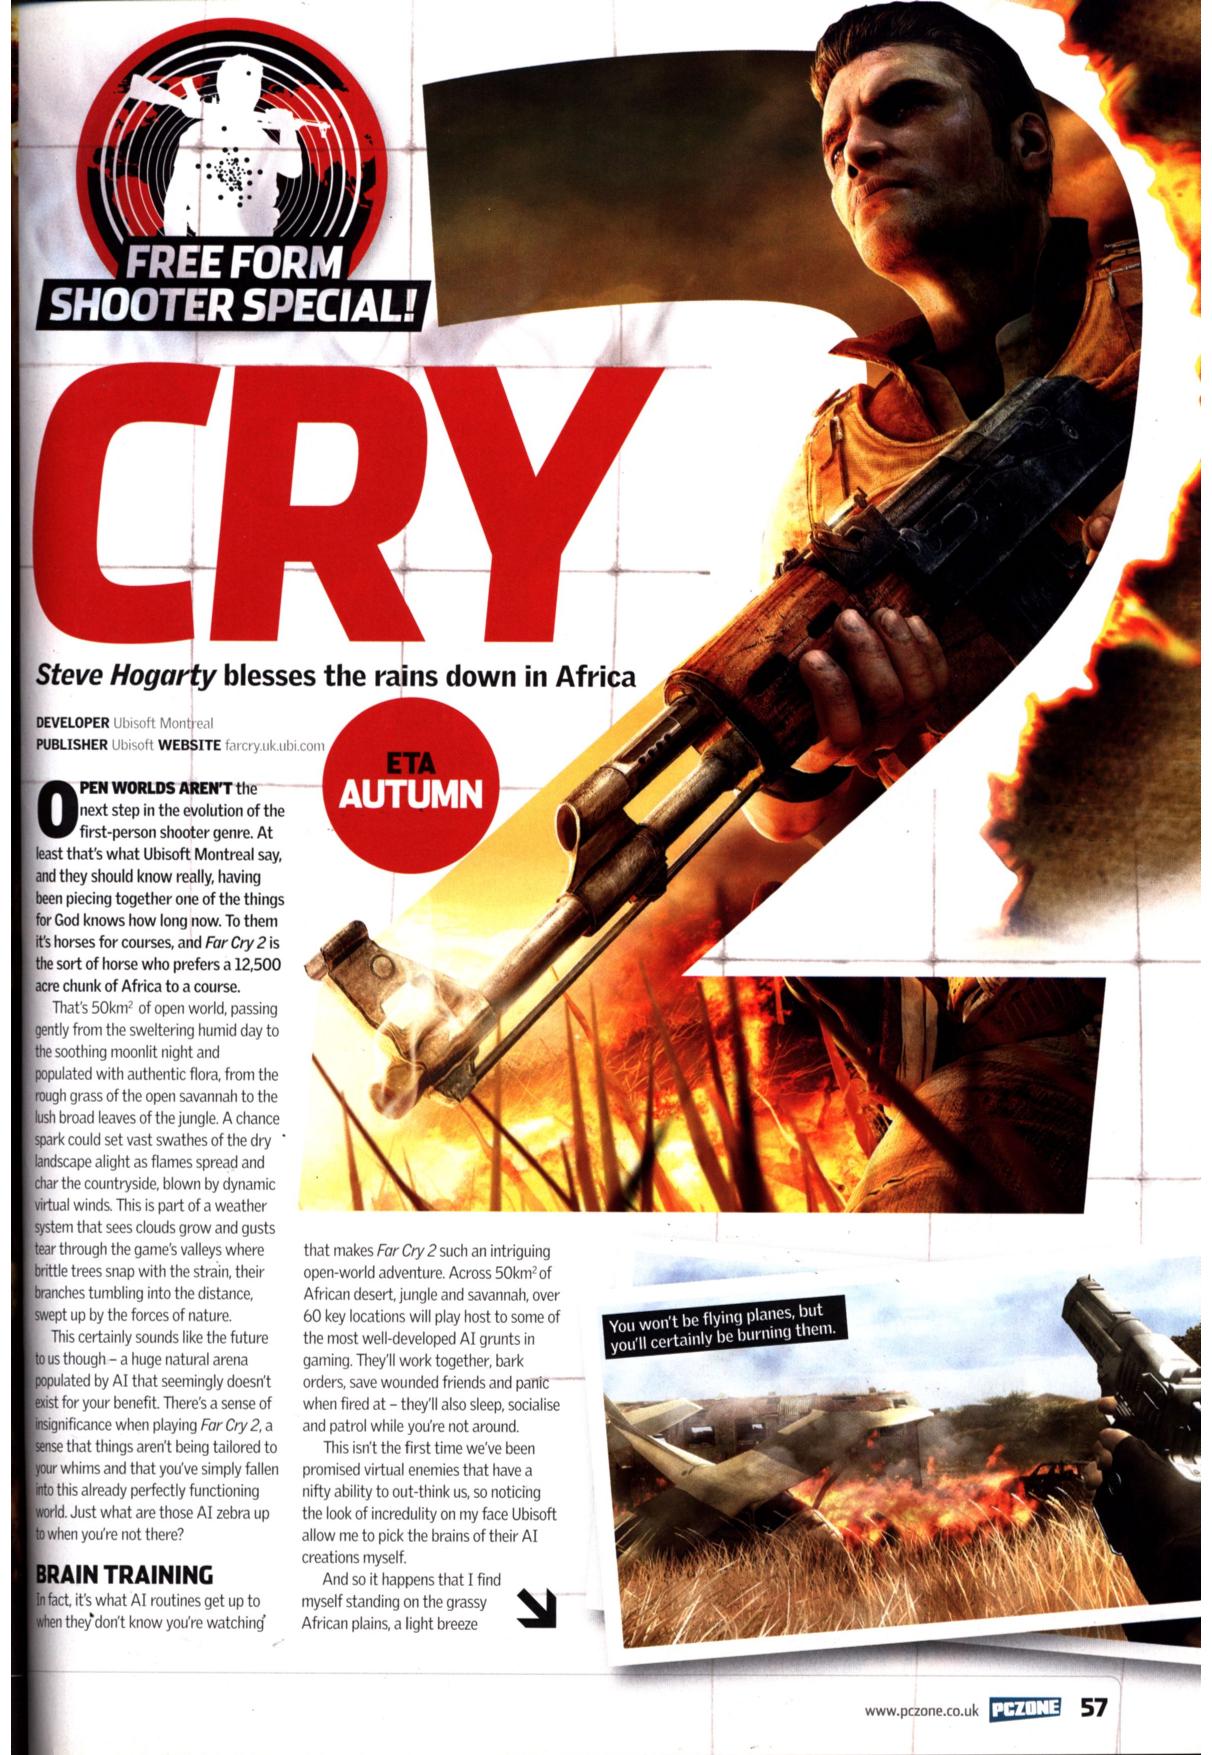 FREE FORM
SHOOTER SPECIAL!
CRY 2
Steve Hogarty blesses the rains down in Africa
DEVELOPER Ubisoft Montreal
PUBLISHER Ubisoft WEBSITE farcry.uk.ubi.com
ETA
AUTUMN
OPEN WORLDS AREN'T the
next step in the evolution of the
first-person shooter genre. At
least that's what Ubisoft Montreal say,
and they should know really, having
been piecing together one of the things
for God knows how long now. To them
it's horses for courses, and Far Cry 2 is
the sort of horse who prefers a 12,500
acre chunk of Africa to a course.
That's 50km² of open world, passing
gently from the sweltering humid day to
the soothing moonlit night and
populated with authentic flora, from the
rough grass of the open savannah to the
lush broad leaves of the jungle. A chance
spark could set vast swathes of the dry
landscape alight as flames spread and
char the countryside, blown by dynamic
virtual winds. This is part of a weather
system that sees clouds grow and gusts
tear through the game's valleys where
brittle trees snap with the strain, their
branches tumbling into the distance,
swept up by the forces of nature.
This certainly sounds like the future
to us though – a huge natural arena
populated by AI that seemingly doesn't
exist for your benefit. There's a sense of
insignificance when playing Far Cry 2, a
sense that things aren't being tailored to
your whims and that you've simply fallen
into this already perfectly functioning
world. Just what are those AI zebra up
to when you're not there?
BRAIN TRAINING
In fact, it's what AI routines get up to
when they don't know you're watching
that makes Far Cry 2 such an intriguing
open-world adventure. Across 50km² of
African desert, jungle and savannah, over
60 key locations will play host to some of
the most well-developed AI grunts in
gaming. They'll work together, bark
orders, save wounded friends and panic
when fired at – they'll also sleep, socialise
and patrol while you're not around.
This isn't the first time we've been
promised virtual enemies that have a
nifty ability to out-think us, so noticing
the look of incredulity on my face Ubisoft
allow me to pick the brains of their AI
creations myself.
And so it happens that I find
myself standing on the grassy
African plains, a light breeze
You won't be flying planes, but
you'll certainly be burning them.
www.pczone.co.uk PCZONE 57